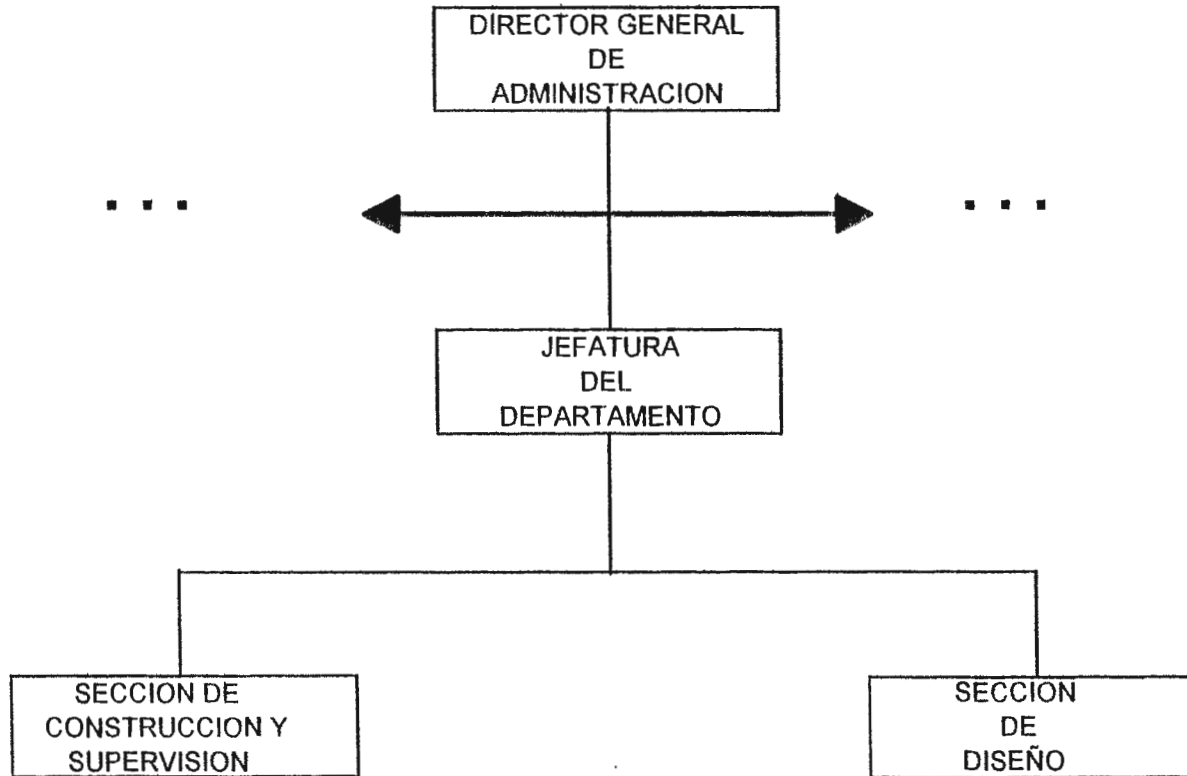 DIRECTOR GENERAL
DE
ADMINISTRACION
... ...
JEFATURA
DEL
DEPARTAMENTO
SECCION DE
CONSTRUCCION Y
SUPERVISION
SECCION
DE
DISEÑO